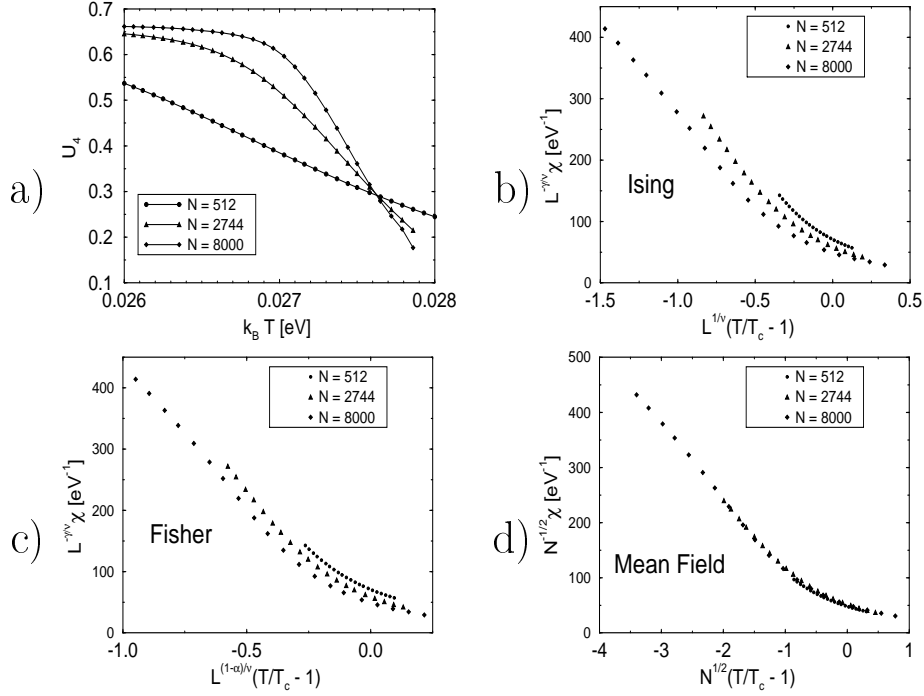 a)
0.7
0.6
0.5
0.4
0.3
0.2
0.1
U₄
N = 512
N = 2744
N = 8000
0.026
0.027
0.028
k_B T [eV]
b)
400
300
200
100
0
L^{-γ/ν}χ [eV⁻¹]
N = 512
N = 2744
N = 8000
Ising
-1.5
-1.0
-0.5
0.0
0.5
L^{1/ν}(T/T_c - 1)
c)
400
300
200
100
0
L^{-γ/ν}χ [eV⁻¹]
N = 512
N = 2744
N = 8000
Fisher
-1.0
-0.5
0.0
L^{(1-α)/ν}(T/T_c - 1)
d)
500
400
300
200
100
0
N^{-1/2}χ [eV⁻¹]
N = 512
N = 2744
N = 8000
Mean Field
-4
-3
-2
-1
0
1
N^{1/2}(T/T_c - 1)